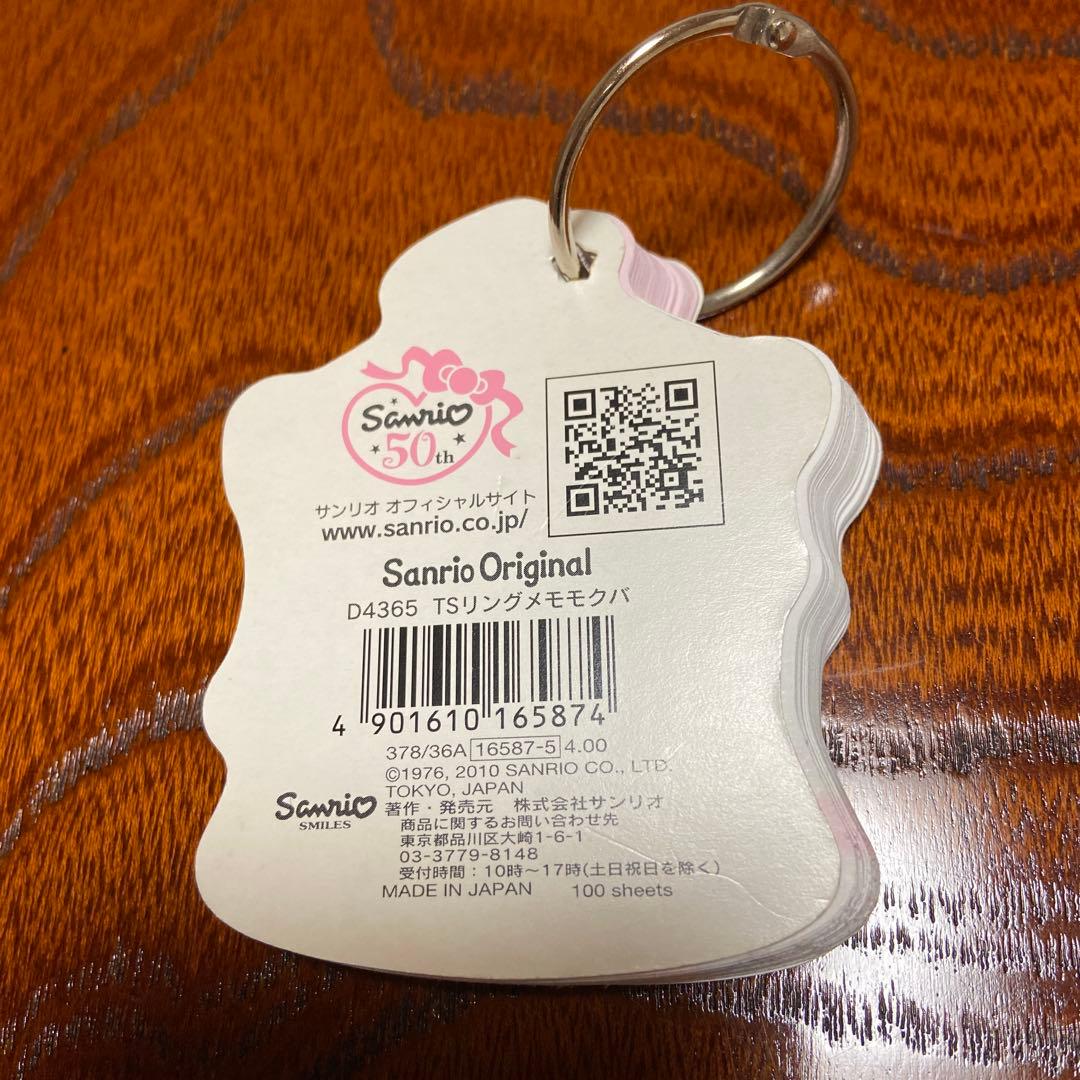 Sanrio
50th
サンリオ オフィシャルサイト
www.sanrio.co.jp/
Sanrio Original
D4365 TSリングメモモクバ
4 901610 165874
378/36A 16587-5 4.00
©1976, 2010 SANRIO CO., LTD.
TOKYO, JAPAN
Sanrio
SMILES
著作・発売元 株式会社サンリオ
商品に関するお問い合わせ先
東京都品川区大崎1-6-1
03-3779-8148
受付時間：10時～17時(土日祝日を除く)
MADE IN JAPAN 100 sheets